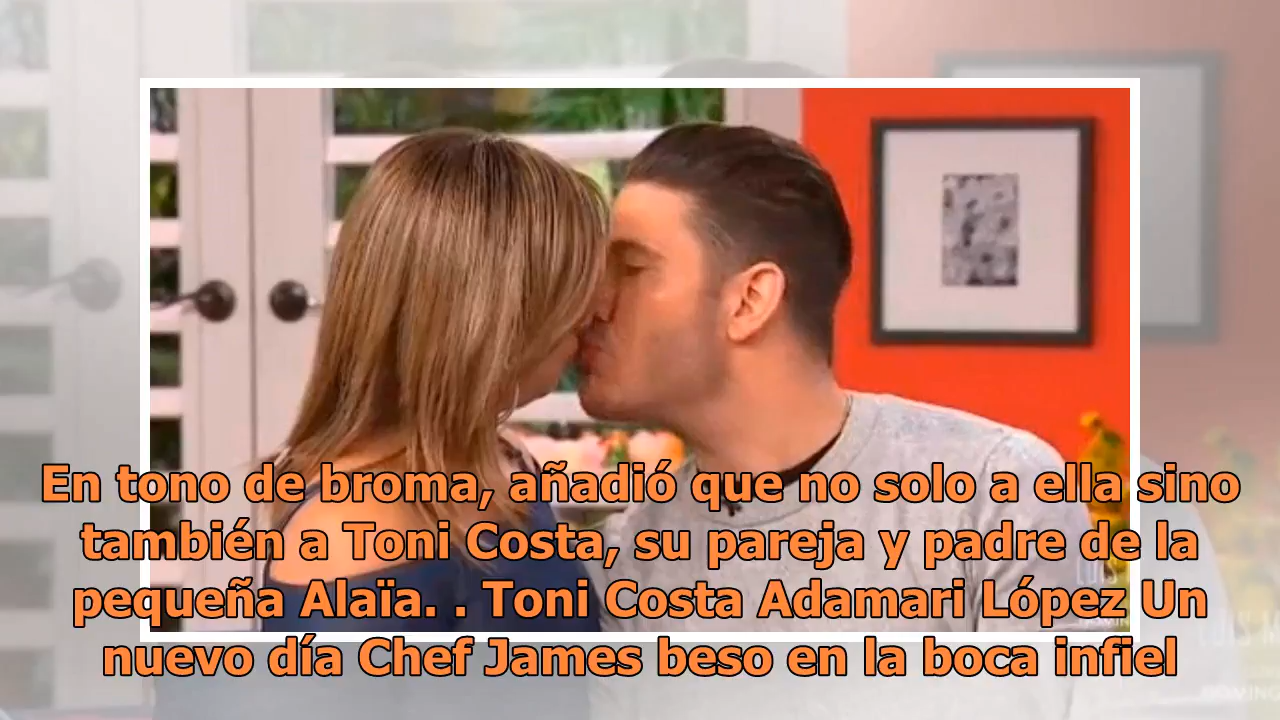 En tono de broma, añadió que no solo a ella sino
también a Toni Costa, su pareja y padre de la
pequeña Alaïa. . Toni Costa Adamari López Un
nuevo día Chef James beso en la boca infiel